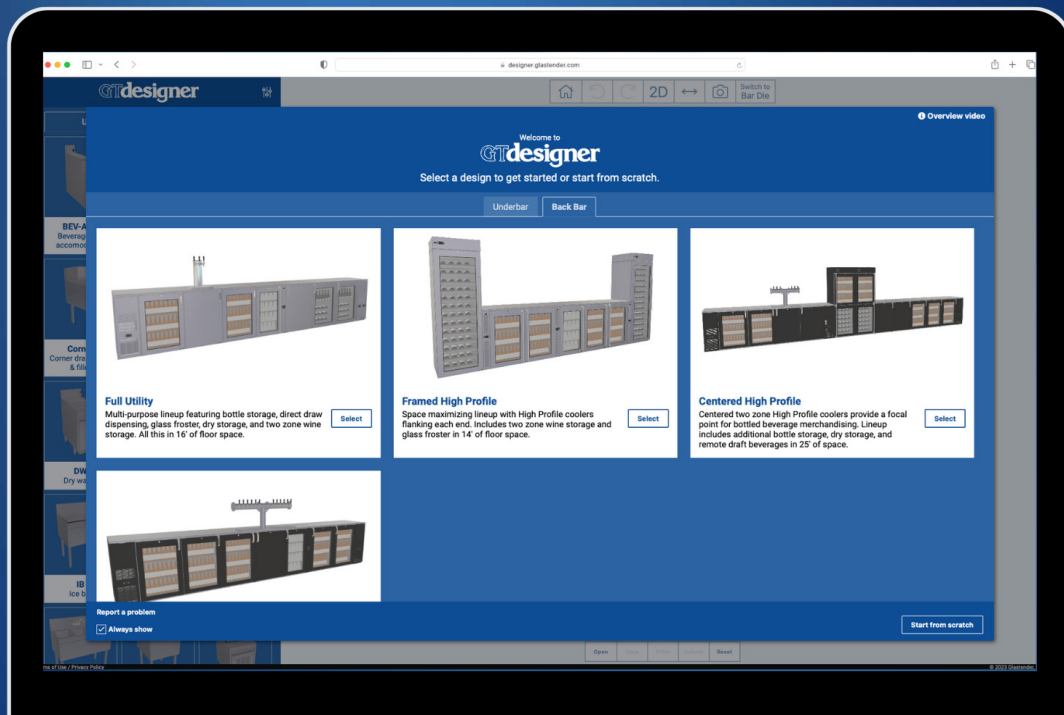 designer.glastender.com
GTdesigner
2D
Switch to
Bar Die
Overview video
Welcome to
GTdesigner
Select a design to get started or start from scratch.
Underbar
Back Bar
BEV-A
Beverag
accomod
Corn
Corner dra
& fill
DW
Dry wa
IB
Ice b
Full Utility
Multi-purpose lineup featuring bottle storage, direct draw
dispensing, glass froster, dry storage, and two zone wine
storage. All this in 16' of floor space.
Select
Framed High Profile
Space maximizing lineup with High Profile coolers
flanking each end. Includes two zone wine storage and
glass froster in 14' of floor space.
Select
Centered High Profile
Centered two zone High Profile coolers provide a focal
point for bottled beverage merchandising. Lineup
includes additional bottle storage, dry storage, and
remote draft beverages in 25' of space.
Select
Report a problem
Always show
Start from scratch
Open
Reset
ms of Use / Privacy Policy
© 2023 Glastender,